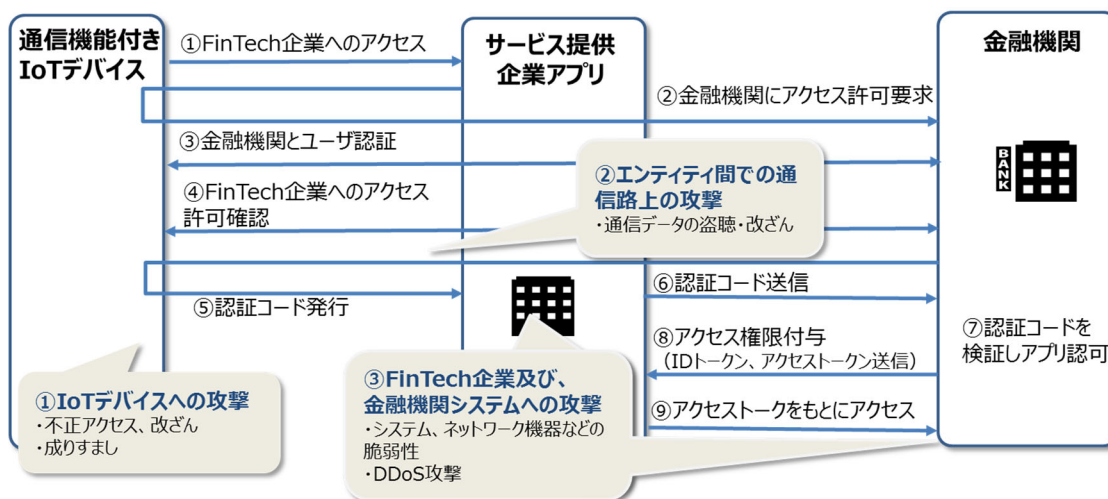 通信機能付き
IoTデバイス
①FinTech企業へのアクセス
サービス提供
企業アプリ
金融機関
②金融機関にアクセス許可要求
③金融機関とユーザ認証
BANK
④FinTech企業へのアクセス
許可確認
②エンティティ間での通
信路上の攻撃
・通信データの盗聴・改ざん
⑤認証コード発行
⑥認証コード送信
⑦認証コードを
検証しアプリ認可
⑧アクセス権限付与
（IDトークン、アクセストークン送信）
①IoTデバイスへの攻撃
・不正アクセス、改ざん
・成りすまし
③FinTech企業及び、
金融機関システムへの攻撃
・システム、ネットワーク機器などの
脆弱性
・DDoS攻撃
⑨アクセストークをもとにアクセス